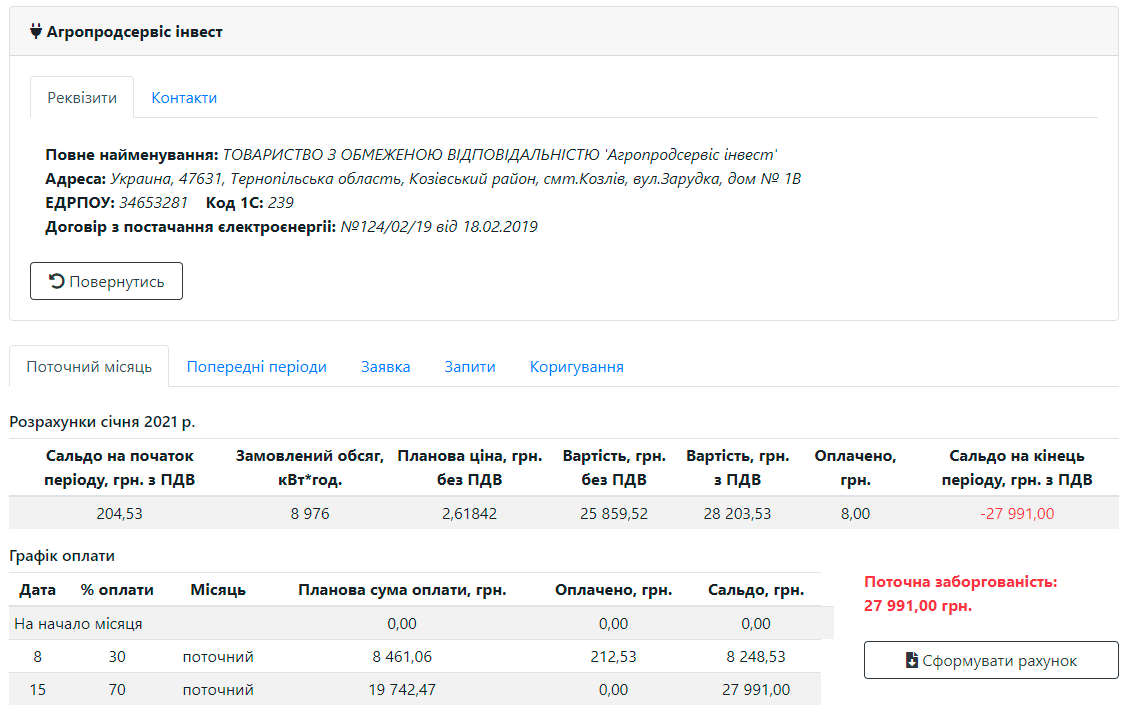 Агропродсервіс інвест
Реквізити Контакти
Повне найменування: ТОВАРИСТВО З ОБМЕЖЕНОЮ ВІДПОВІДАЛЬНІСТЮ 'Агропродсервіс інвест'
Адреса: Украина, 47631, Тернопільська область, Козівський район, смт.Козлів, вул.Зарудка, дом № 1В
ЕДРПОУ: 34653281 Код 1С: 239
Договір з постачання єлектроєнергіі: №124/02/19 від 18.02.2019
Повернутись
Поточний місяць Попередні періоди Заявка Запити Коригування
Розрахунки січня 2021 р.
Сальдо на початок Замовлений обсяг, Планова ціна, грн. Вартість, грн. Вартість, грн. Оплачено, Сальдо на кінець
періоду, грн. з ПДВ кВт*год. без ПДВ без ПДВ з ПДВ грн. періоду, грн. з ПДВ
204,53 8 976 2,61842 25 859,52 28 203,53 8,00 -27 991,00
Графік оплати
Дата % оплати Місяць Планова сума оплати, грн. Оплачено, грн. Сальдо, грн.
На начало місяця 0,00 0,00 0,00
8 30 поточний 8 461,06 212,53 8 248,53
15 70 поточний 19 742,47 0,00 27 991,00
Поточна заборгованість:
27 991,00 грн.
Сформувати рахунок